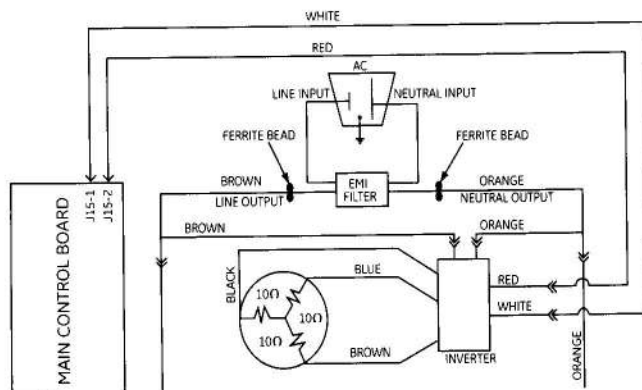 WHITE
RED
AC
LINE INPUT
NEUTRAL INPUT
FERRITE BEAD
FERRITE BEAD
J15-1
J15-2
MAIN CONTROL BOARD
BROWN
EMI
FILTER
ORANGE
LINE OUTPUT
NEUTRAL OUTPUT
BROWN
ORANGE
BLACK
BLUE
10Ω
10Ω
10Ω
RED
WHITE
BROWN
INVERTER
ORANGE